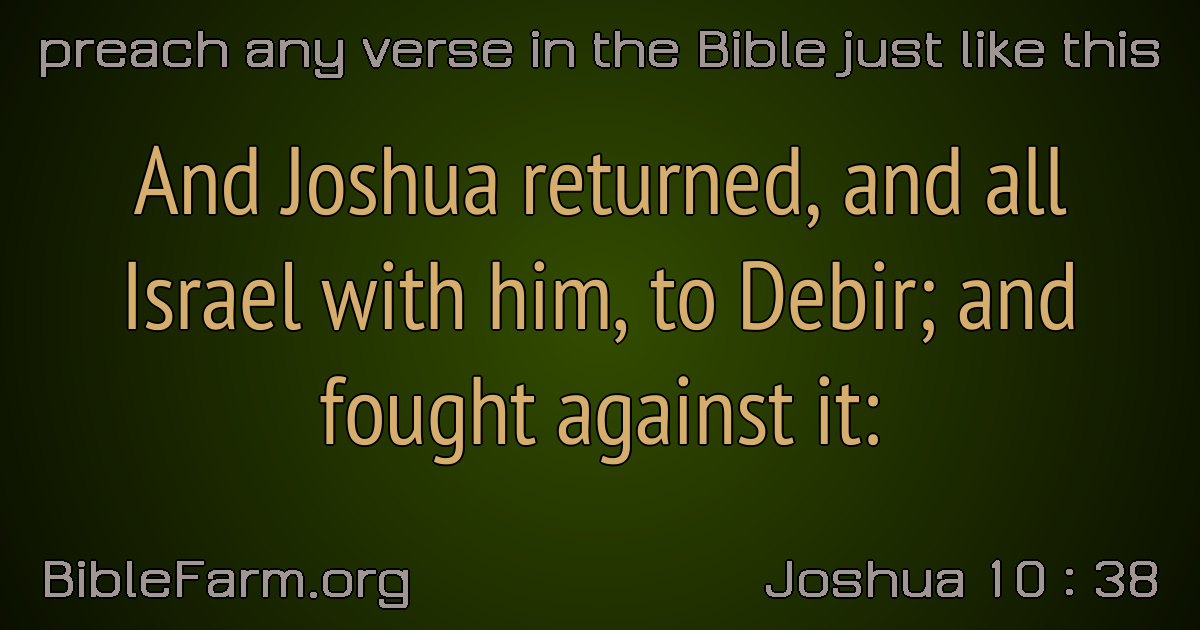 preach any verse in the Bible just like this
And Joshua returned, and all
Israel with him, to Debir; and
fought against it:
BibleFarm.org
Joshua 10 : 38